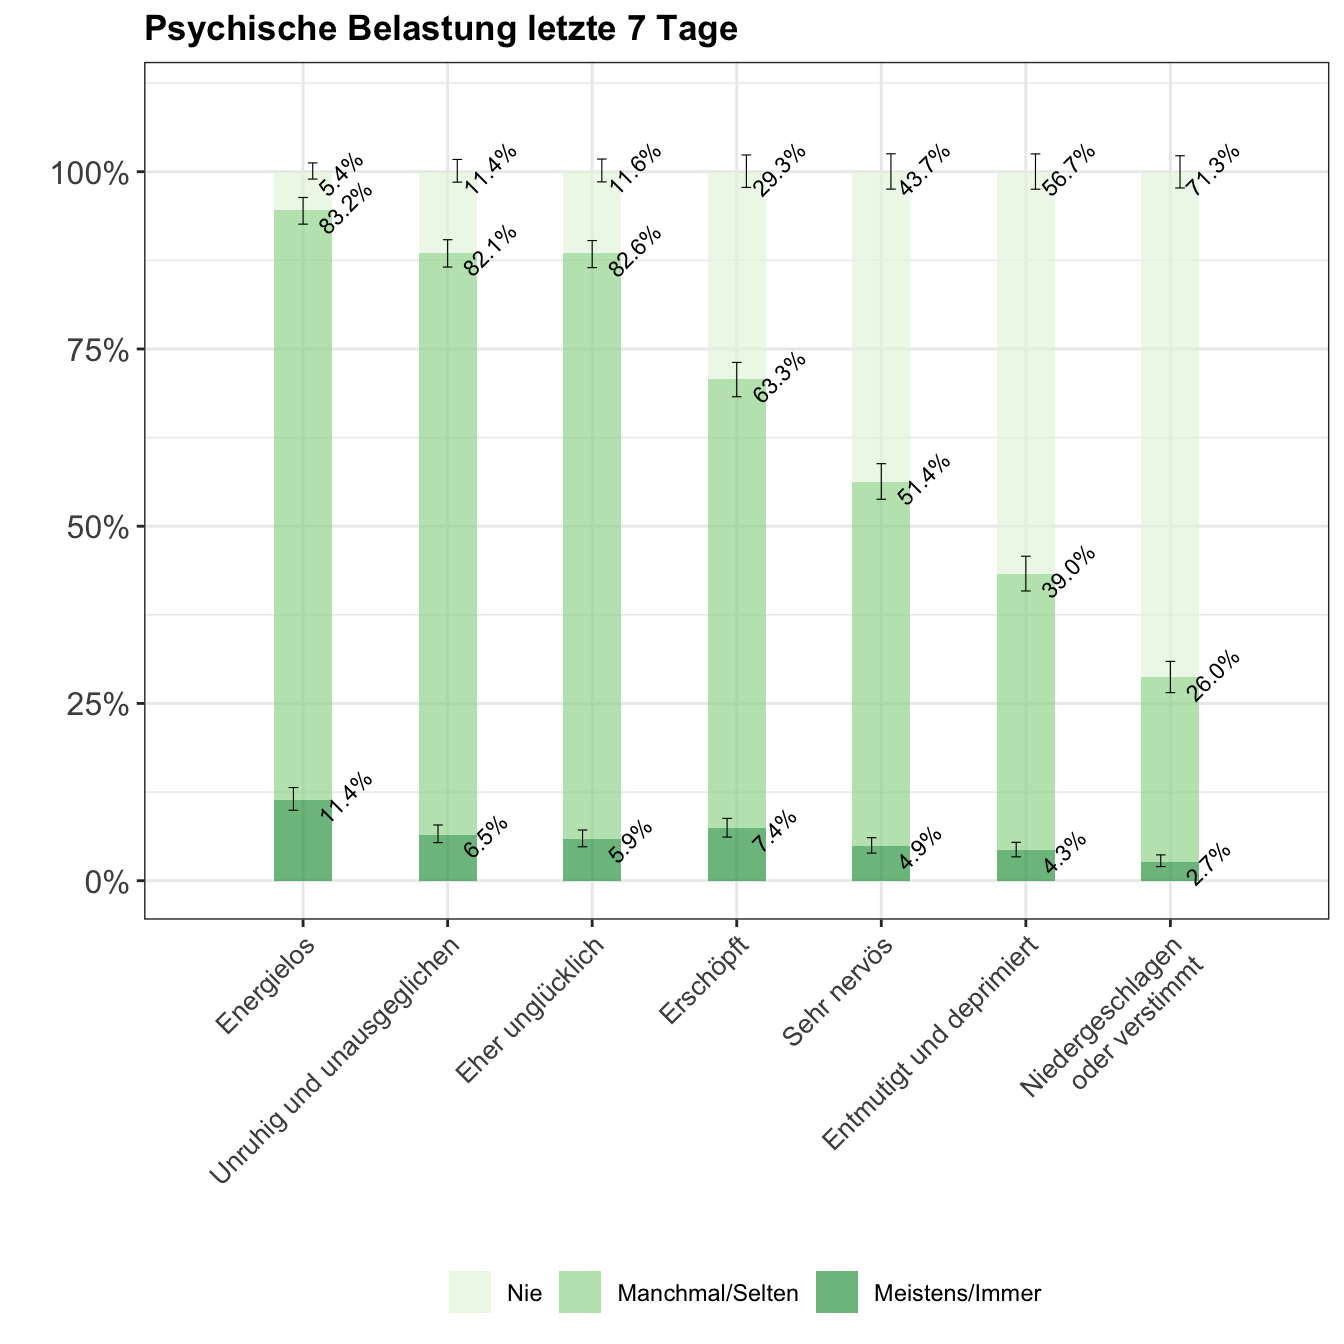 Psychische Belastung letzte 7 Tage
100%
75%
50%
25%
0%
5.4%
11.4%
11.6%
29.3%
43.7%
56.7%
71.3%
83.2%
82.1%
82.6%
63.3%
51.4%
39.0%
26.0%
11.4%
6.5%
5.9%
7.4%
4.9%
4.3%
2.7%
Energielos
Unruhig und unausgeglichen
Eher unglücklich
Erschöpft
Sehr nervös
Entmutigt und deprimiert
Niedergeschlagen
oder verstimmt
Nie
Manchmal/Selten
Meistens/Immer